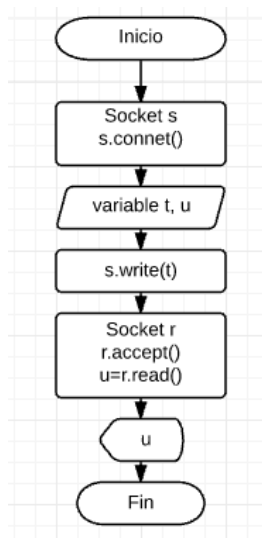 Inicio
Socket s
s.connet()
variable t, u
s.write(t)
Socket r
r.accept()
u=r.read()
u
Fin